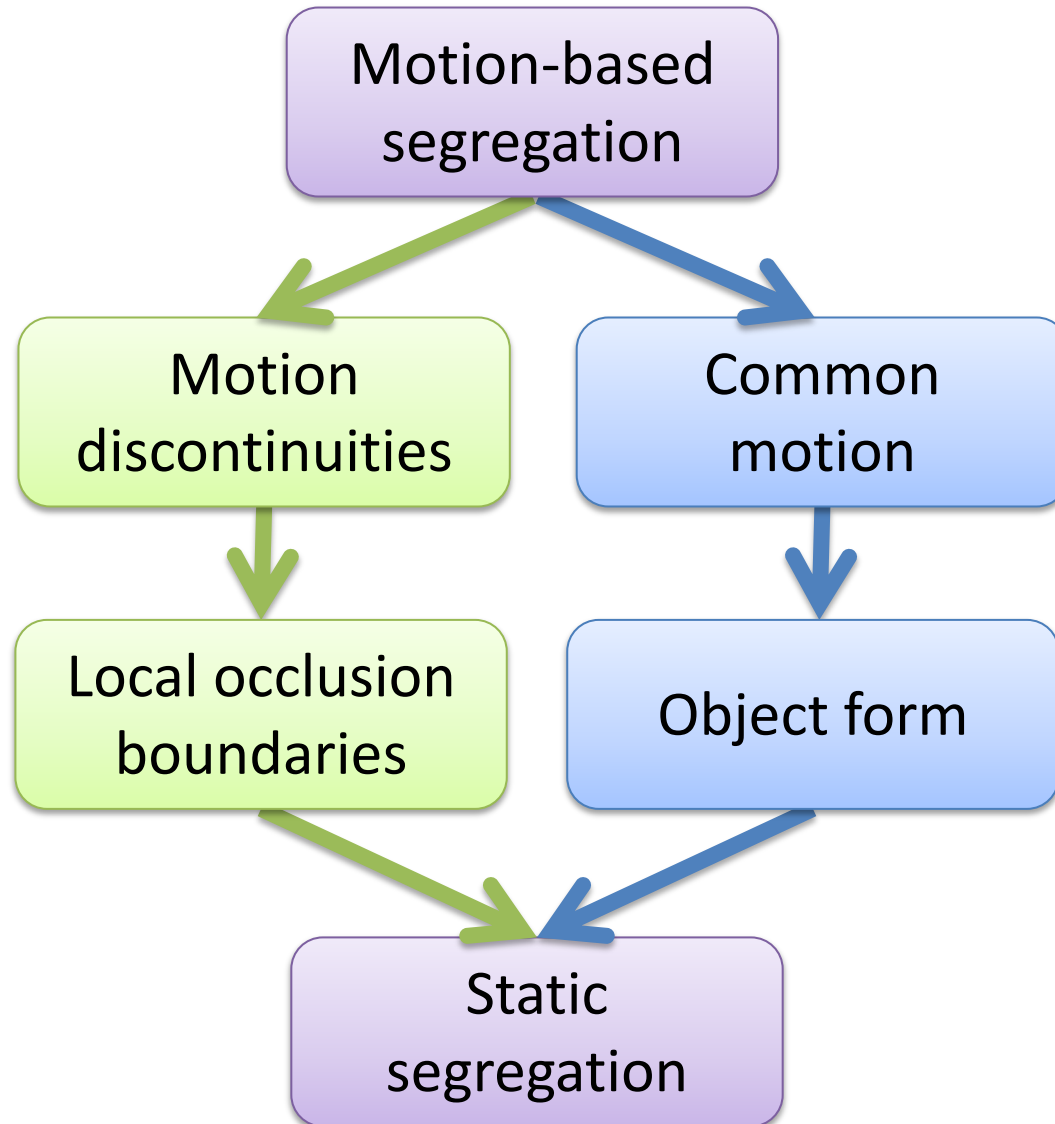 Motion-based
segregation
Motion
discontinuities
Common
motion
Local occlusion
boundaries
Object form
Static
segregation